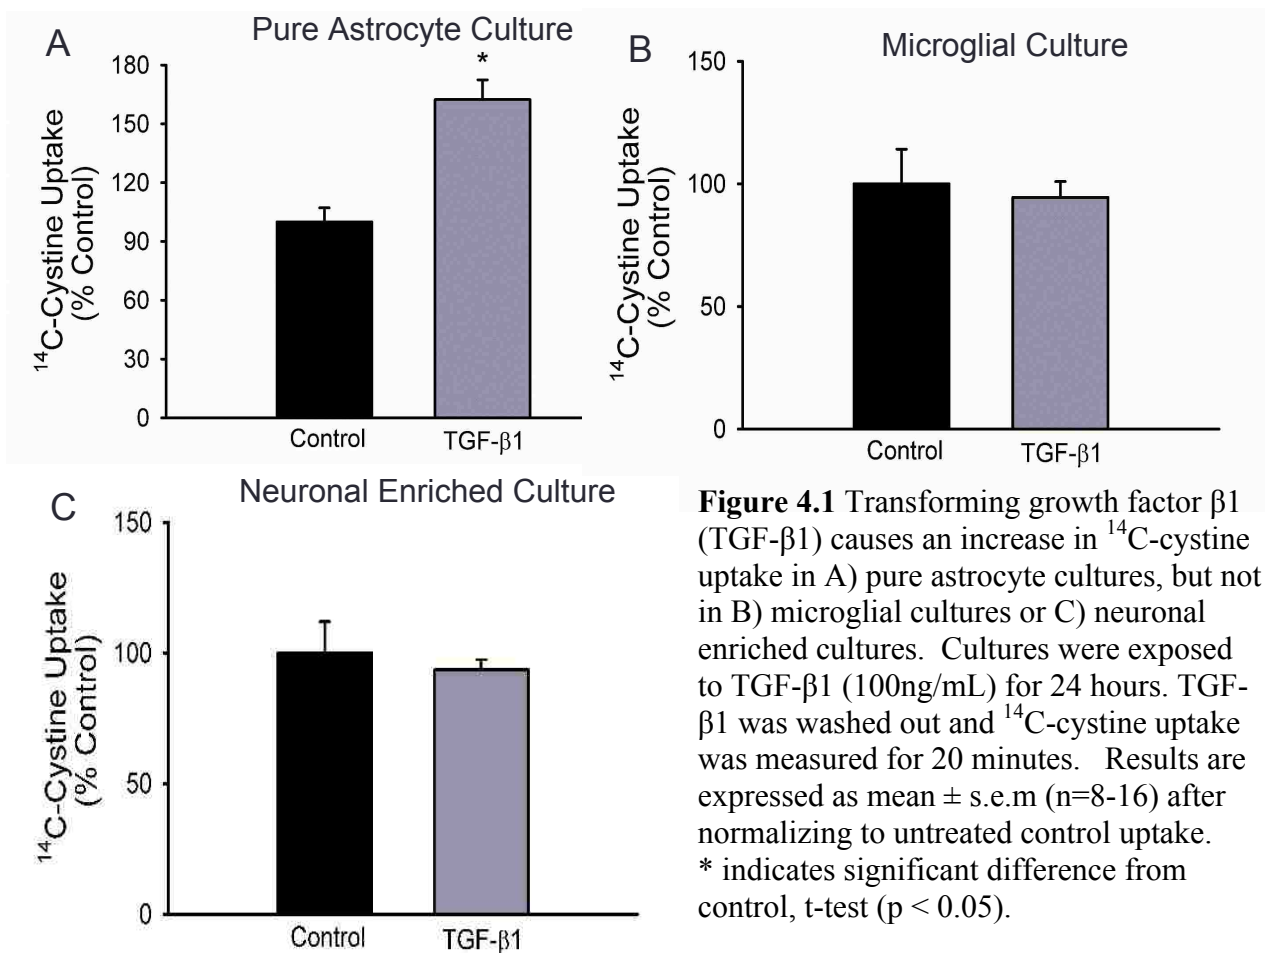 A
Pure Astrocyte Culture
*
180
150
120
90
60
30
0
14C-Cystine Uptake
(% Control)
Control
TGF-β1
B
Microglial Culture
150
100
50
0
14C-Cystine Uptake
(% Control)
Control
TGF-β1
C
Neuronal Enriched Culture
150
100
50
0
14C-Cystine Uptake
(% Control)
Control
TGF-β1
Figure 4.1 Transforming growth factor β1
(TGF-β1) causes an increase in 14C-cystine
uptake in A) pure astrocyte cultures, but not
in B) microglial cultures or C) neuronal
enriched cultures. Cultures were exposed
to TGF-β1 (100ng/mL) for 24 hours. TGF-
β1 was washed out and 14C-cystine uptake
was measured for 20 minutes. Results are
expressed as mean ± s.e.m (n=8-16) after
normalizing to untreated control uptake.
* indicates significant difference from
control, t-test (p < 0.05).